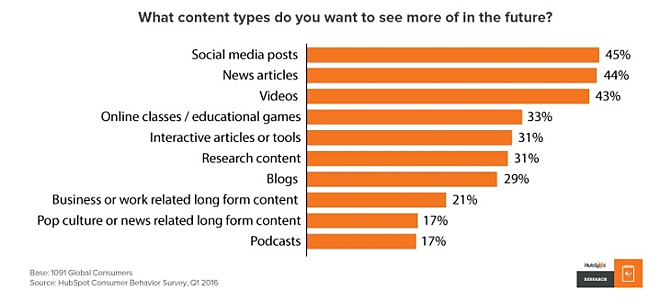 What content types do you want to see more of in the future?
Social media posts 45%
News articles 44%
Videos 43%
Online classes / educational games 33%
Interactive articles or tools 31%
Research content 31%
Blogs 29%
Business or work related long form content 21%
Pop culture or news related long form content 17%
Podcasts 17%
Base: 1091 Global Consumers
Source: HubSpot Consumer Behavior Survey, Q1 2016
HubSpot
RESEARCH